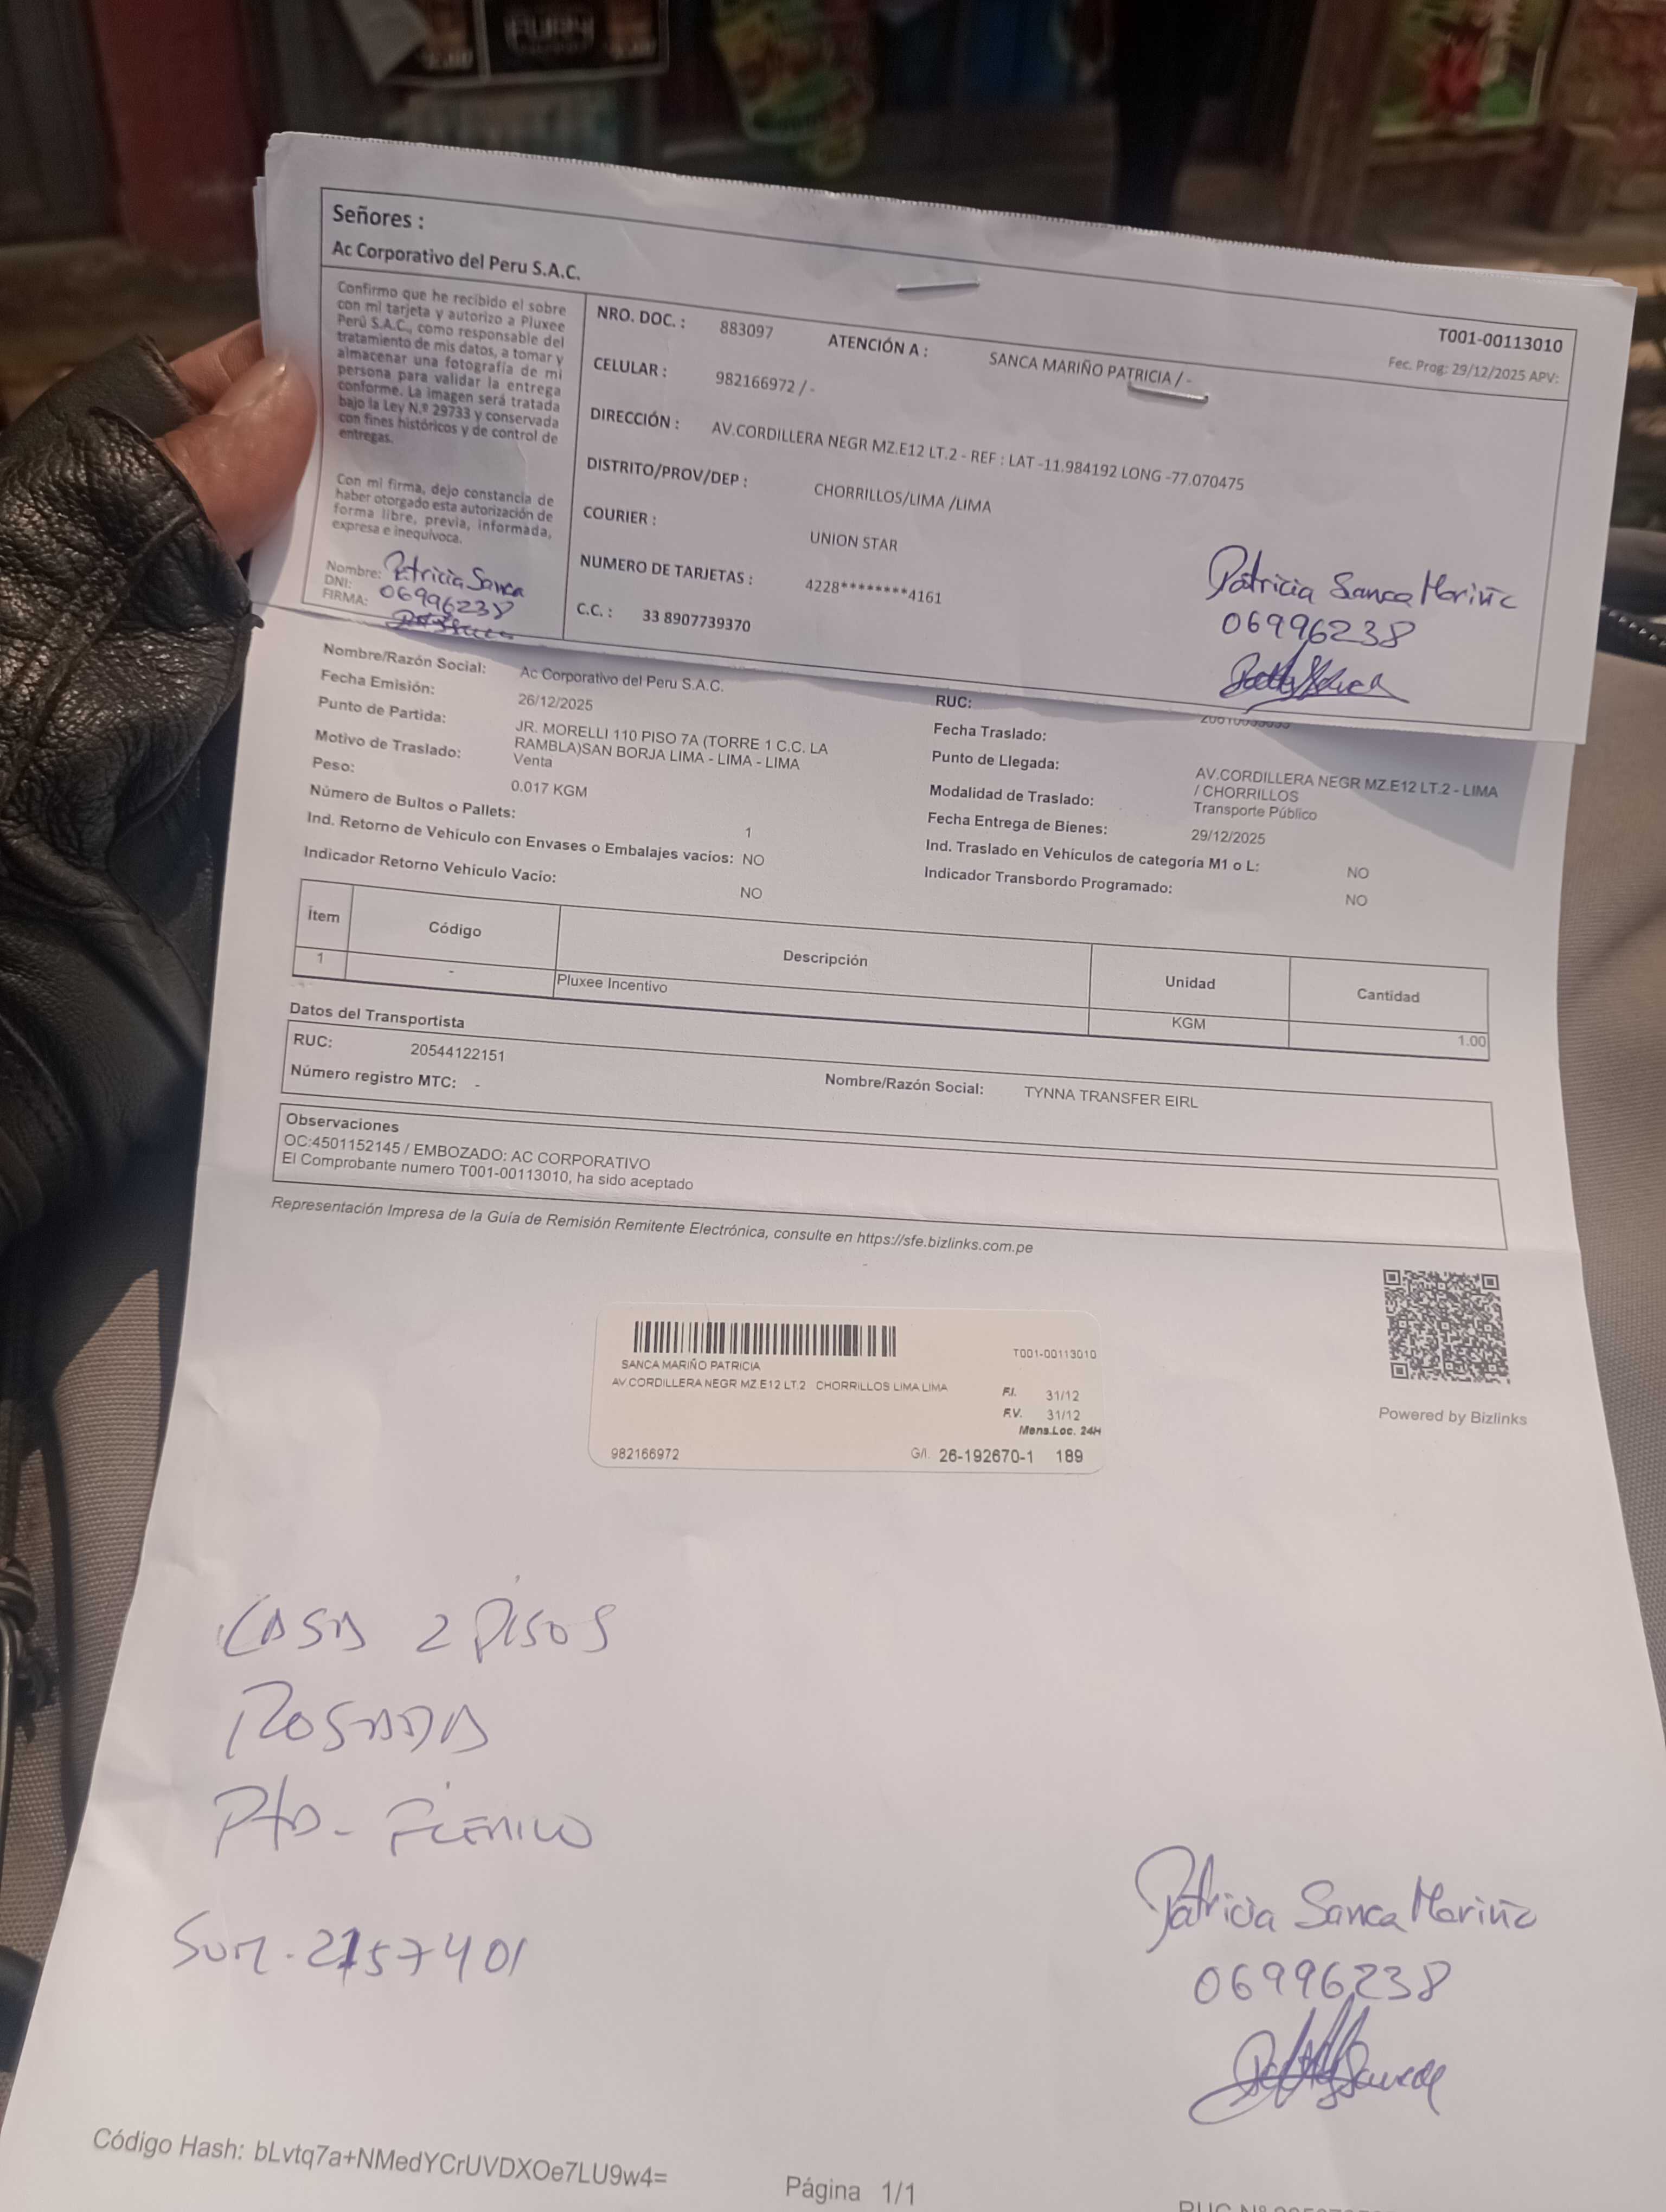 Señores :
Ac Corporativo del Peru S.A.C.
Confirmo que he recibido el sobre
con mi tarjeta y autorizo a Pluxee
Perú S.A.C., como responsable del
tratamiento de mis datos, a tomar y
almacenar una fotografía de mi
persona para validar la entrega
conforme. La imagen será tratada
bajo la Ley N.º 29733 y conservada
con fines históricos y de control de
entregas.
Con mi firma, dejo constancia de
haber otorgado esta autorización de
forma libre, previa, informada,
expresa e inequívoca.
Nombre: Patricia Sanca
DNI: 06996238
FIRMA:
T001-00113010
Fec. Prog: 29/12/2025 APV:
NRO. DOC. : 883097 ATENCIÓN A : SANCA MARIÑO PATRICIA / -
CELULAR : 982166972 / -
DIRECCIÓN : AV.CORDILLERA NEGR MZ.E12 LT.2 - REF : LAT -11.984192 LONG -77.070475
DISTRITO/PROV/DEP : CHORRILLOS/LIMA /LIMA
COURIER : UNION STAR
NUMERO DE TARJETAS : 4228********4161
C.C. : 33 8907739370
Patricia Sanca Mariño
06996238
Nombre/Razón Social: Ac Corporativo del Peru S.A.C.
Fecha Emisión: 26/12/2025
Punto de Partida: JR. MORELLI 110 PISO 7A (TORRE 1 C.C. LA
RAMBLA)SAN BORJA LIMA - LIMA - LIMA
Motivo de Traslado: Venta
Peso: 0.017 KGM
Número de Bultos o Pallets: 1
Ind. Retorno de Vehículo con Envases o Embalajes vacíos: NO
Indicador Retorno Vehículo Vacío: NO
RUC:
Fecha Traslado:
Punto de Llegada: AV.CORDILLERA NEGR MZ.E12 LT.2 - LIMA
/ CHORRILLOS
Modalidad de Traslado: Transporte Público
Fecha Entrega de Bienes: 29/12/2025
Ind. Traslado en Vehículos de categoría M1 o L: NO
Indicador Transbordo Programado: NO
Ítem Código Descripción Unidad Cantidad
1 - Pluxee Incentivo KGM 1.00
Datos del Transportista
RUC: 20544122151
Nombre/Razón Social: TYNNA TRANSFER EIRL
Número registro MTC: -
Observaciones
OC:4501152145 / EMBOZADO: AC CORPORATIVO
El Comprobante numero T001-00113010, ha sido aceptado
Representación Impresa de la Guía de Remisión Remitente Electrónica, consulte en https://sfe.bizlinks.com.pe
Powered by Bizlinks
T001-00113010
SANCA MARIÑO PATRICIA
AV.CORDILLERA NEGR MZ.E12 LT.2 CHORRILLOS LIMA LIMA
F.I. 31/12
F.V. 31/12
Mens.Loc. 24H
982166972 G/I. 26-192670-1 189
CASA 2 PISOS
ROSADA
Pta-
Sum. 2157401
Patricia Sanca Mariño
06996238
Código Hash: bLvtq7a+NMedYCrUVDXOe7LU9w4=
Página 1/1